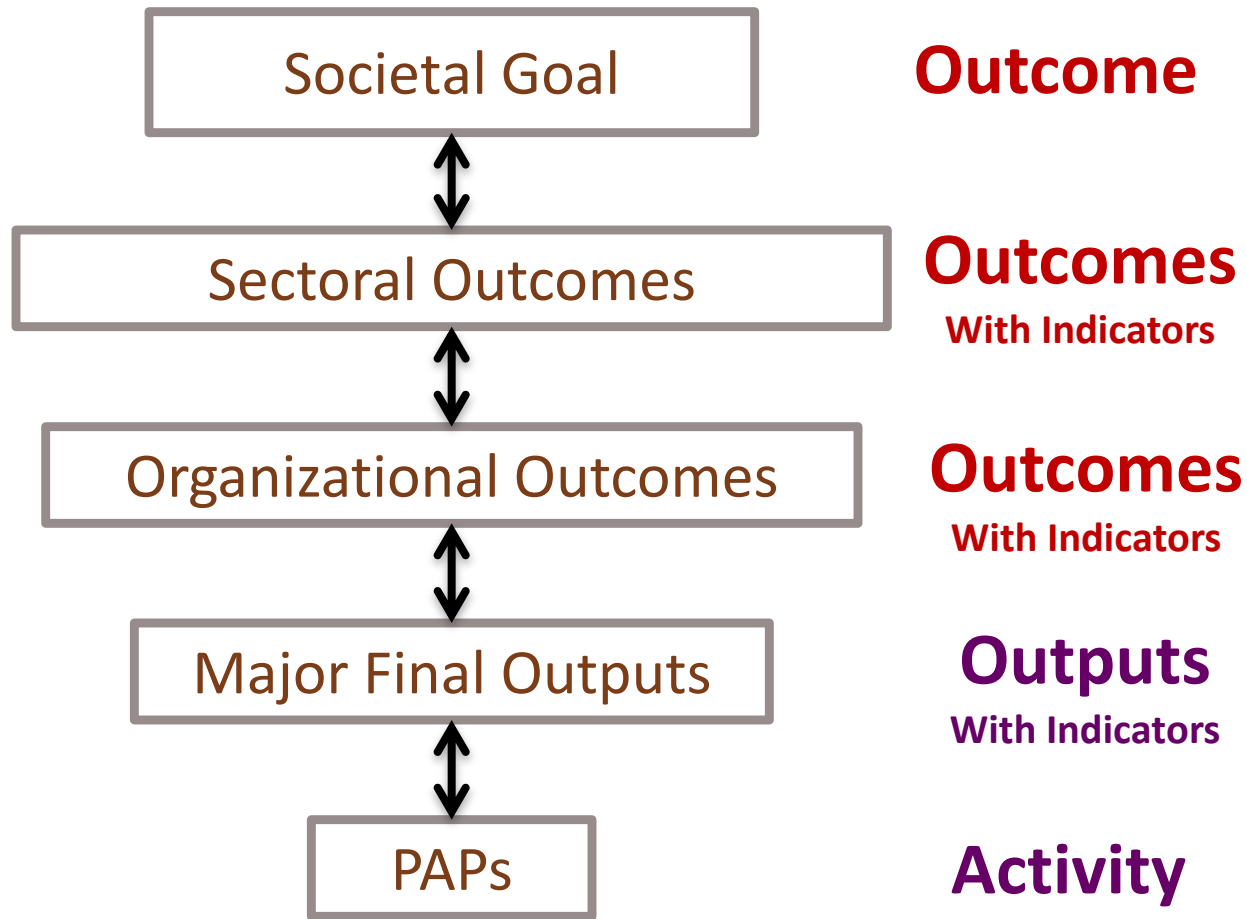 Societal Goal
Outcome
Sectoral Outcomes
Outcomes
With Indicators
Organizational Outcomes
Outcomes
With Indicators
Major Final Outputs
Outputs
With Indicators
PAPs
Activity